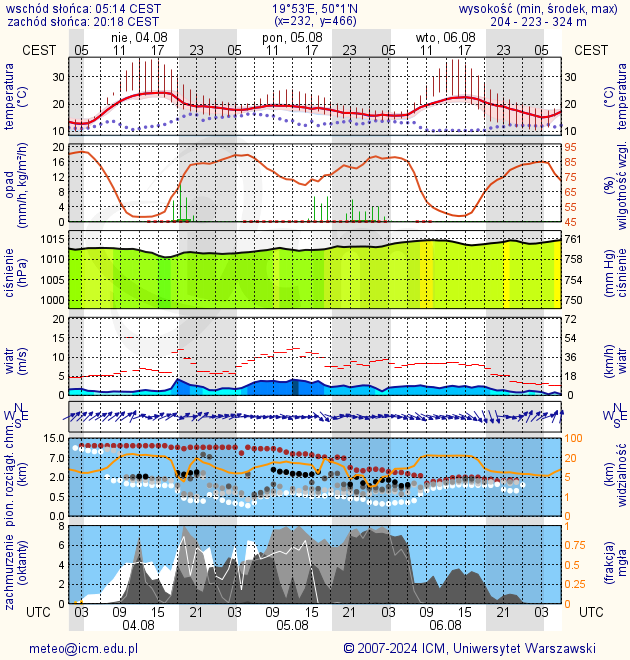 wschód słońca: 05:14 CEST 19°53'E, 50°1'N wysokość (min, środek, max)
zachód słońca: 20:18 CEST (x=232, y=466) 204 - 223 - 324 m
nie, 04.08 pon, 05.08 wto, 06.08
CEST 05 11 17 23 05 11 17 23 05 11 17 23 05 CEST
temperatura (°C) 30 20 10 30 20 10 (°C) temperatura
opad (mm/h, kg/m²/h) 20 16 12 8 4 0 95 85 75 65 55 45 (%) wilgotność wzgl.
ciśnienie (hPa) 1015 1010 1005 1000 761 758 754 750 (mm Hg) ciśnienie
wiatr (m/s) 20 15 10 5 0 72 54 36 18 0 (km/h) wiatr
N W E S N W E S
pion. rozciągł. chm. (km) 15.0 7.0 2.0 0.5 0.0 100 20 5 1 0 (km) widzialność
zachmurzenie (oktanty) 8 6 4 2 0 1 0.75 0.5 0.25 0 (frakcja) mgła
UTC 03 09 15 21 03 09 15 21 03 09 15 21 03 UTC
04.08 05.08 06.08
meteo@icm.edu.pl © 2007-2024 ICM, Uniwersytet Warszawski